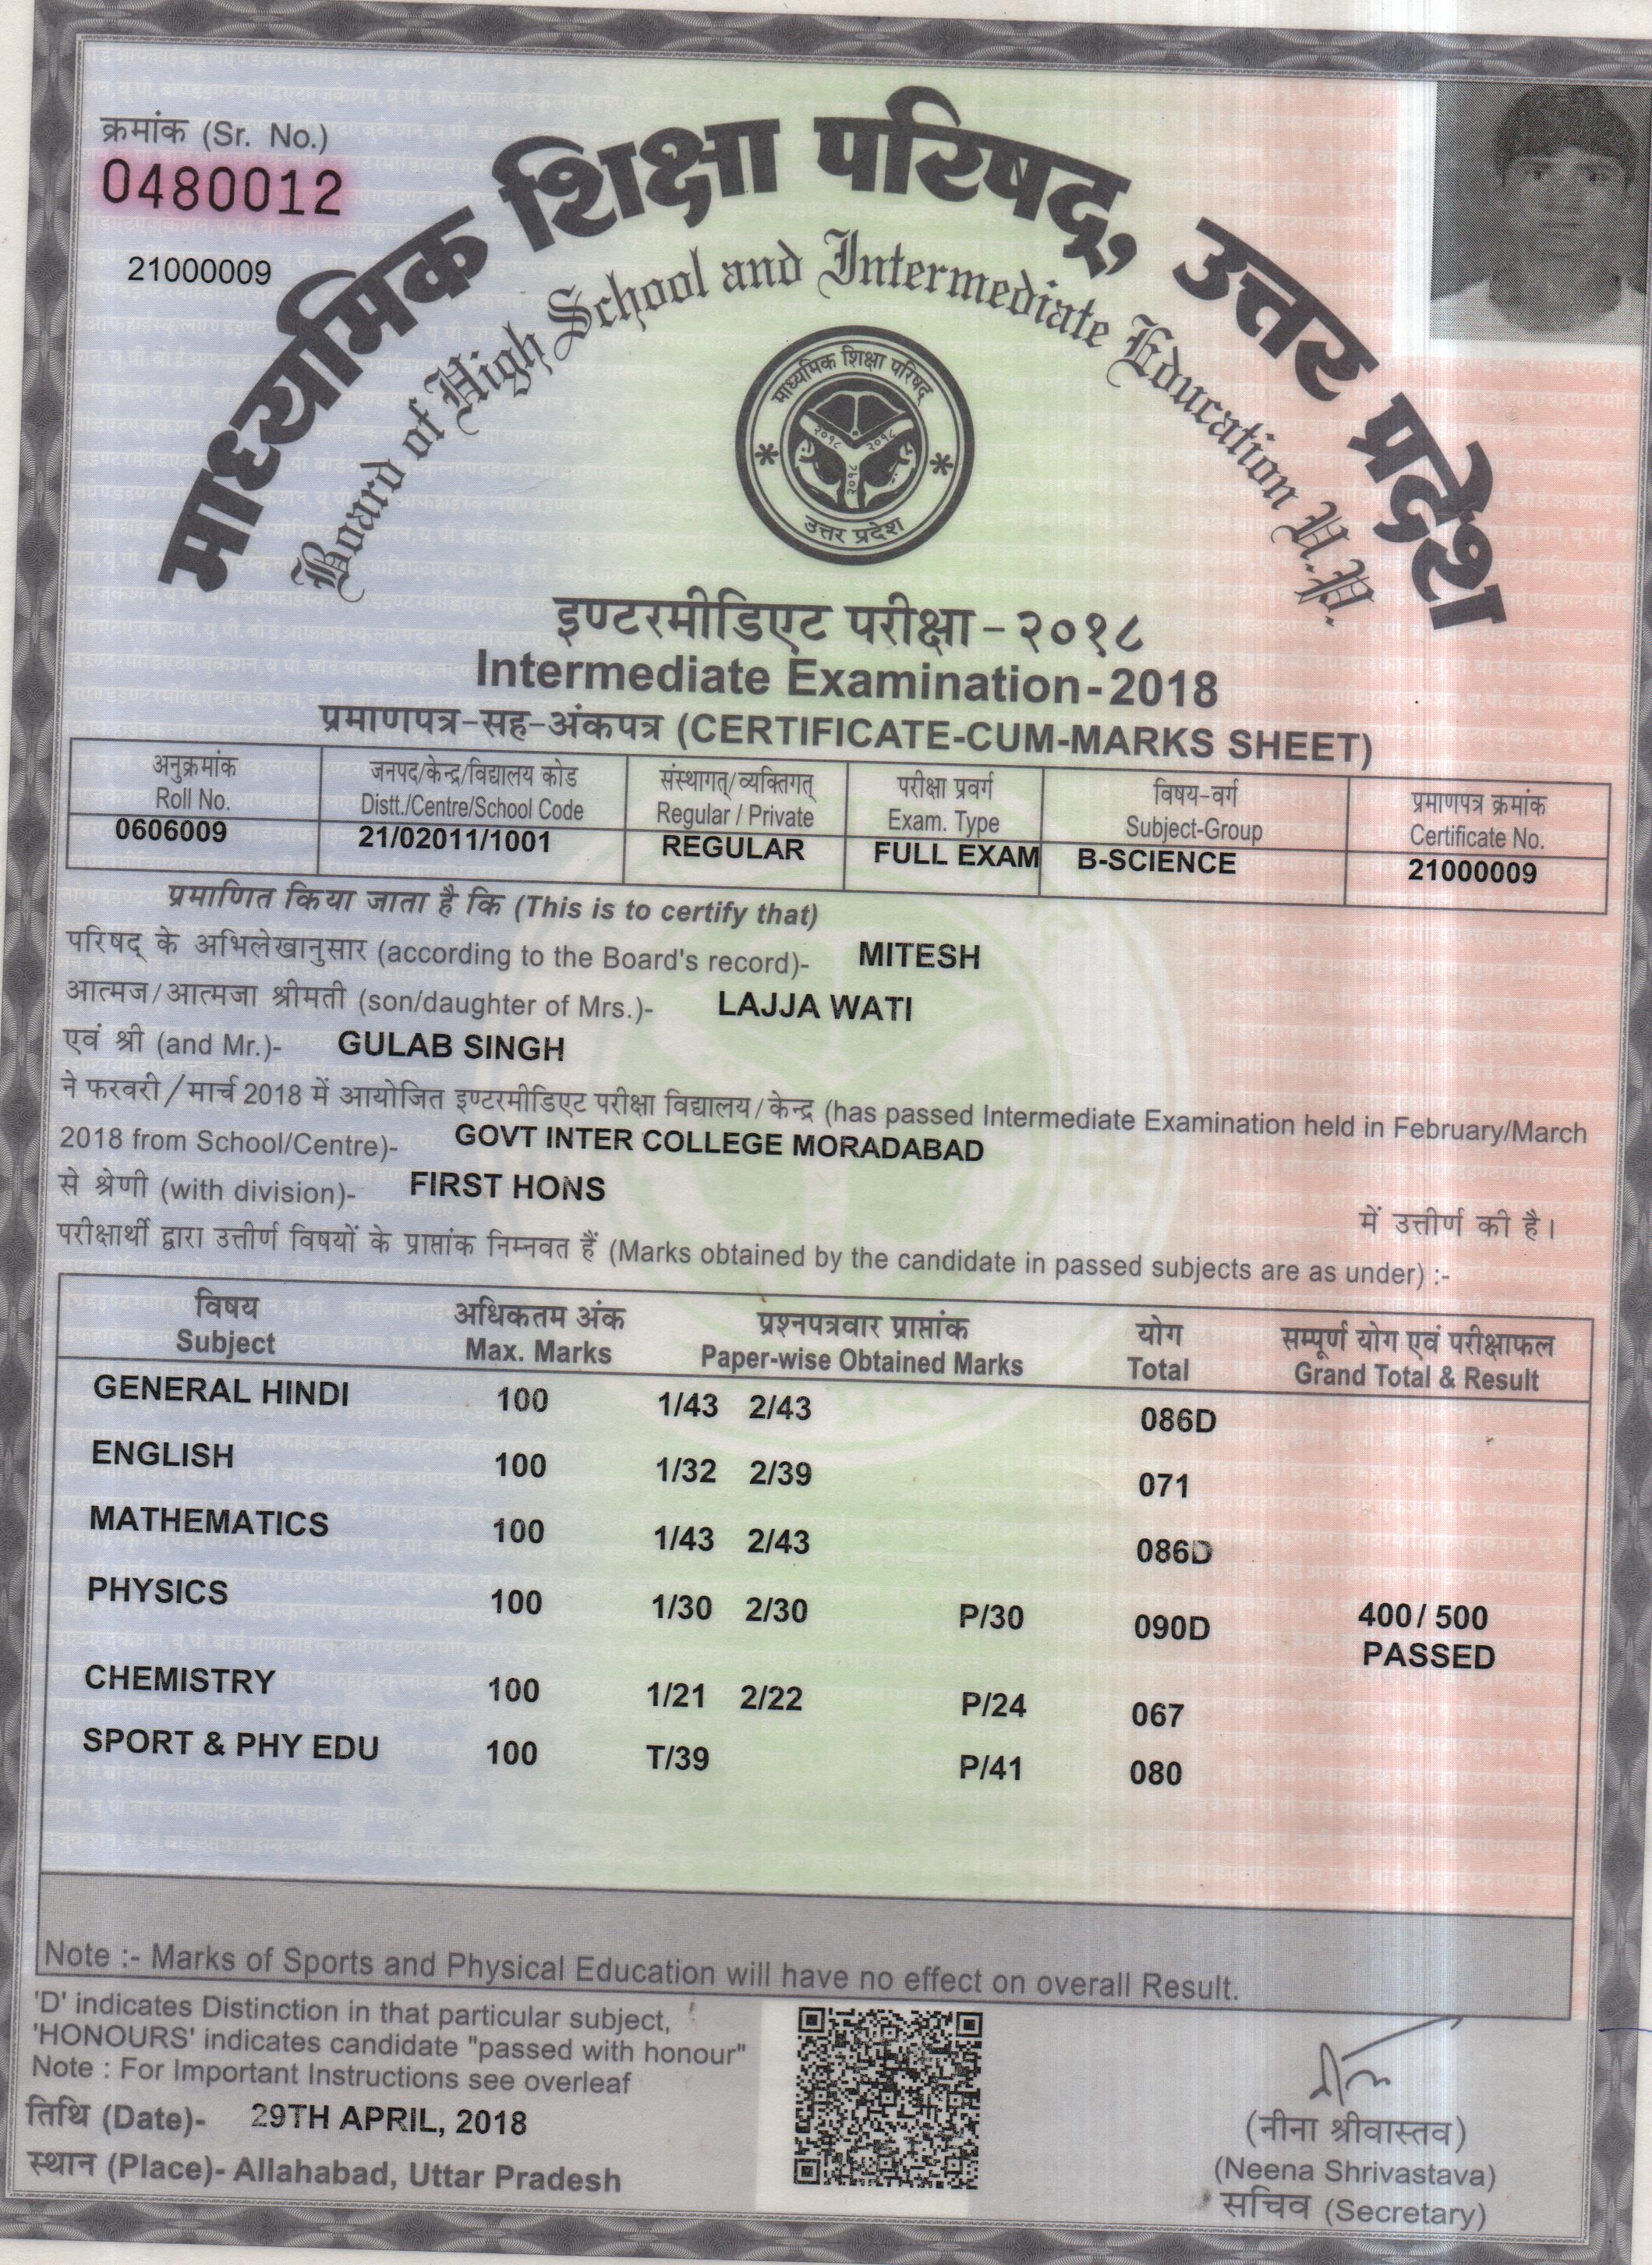 क्रमांक (Sr. No.)
0480012
21000009
माध्यमिक शिक्षा परिषद्, उत्तर प्रदेश
Board of High School and Intermediate Education U.P.
माध्यमिक शिक्षा परिषद्
२०१८ २०१८
२०१८
उत्तर प्रदेश
इण्टरमीडिएट परीक्षा - २०१८
Intermediate Examination - 2018
प्रमाणपत्र-सह-अंकपत्र (CERTIFICATE-CUM-MARKS SHEET)
अनुक्रमांक जनपद/केन्द्र/विद्यालय कोड संस्थागत्/व्यक्तिगत् परीक्षा प्रवर्ग विषय-वर्ग प्रमाणपत्र क्रमांक
Roll No. Distt./Centre/School Code Regular / Private Exam. Type Subject-Group Certificate No.
0606009 21/02011/1001 REGULAR FULL EXAM B-SCIENCE 21000009
प्रमाणित किया जाता है कि (This is to certify that)
परिषद् के अभिलेखानुसार (according to the Board's record)- MITESH
आत्मज/आत्मजा श्रीमती (son/daughter of Mrs.)- LAJJA WATI
एवं श्री (and Mr.)- GULAB SINGH
ने फरवरी/मार्च 2018 में आयोजित इण्टरमीडिएट परीक्षा विद्यालय/केन्द्र (has passed Intermediate Examination held in February/March
2018 from School/Centre)- GOVT INTER COLLEGE MORADABAD
से श्रेणी (with division)- FIRST HONS
में उत्तीर्ण की है।
परीक्षार्थी द्वारा उत्तीर्ण विषयों के प्राप्तांक निम्नवत हैं (Marks obtained by the candidate in passed subjects are as under) :-
विषय अधिकतम अंक प्रश्नपत्रवार प्राप्तांक योग सम्पूर्ण योग एवं परीक्षाफल
Subject Max. Marks Paper-wise Obtained Marks Total Grand Total & Result
GENERAL HINDI 100 1/43 2/43 086D
ENGLISH 100 1/32 2/39 071
MATHEMATICS 100 1/43 2/43 086D
PHYSICS 100 1/30 2/30 P/30 090D 400/ 500
PASSED
CHEMISTRY 100 1/21 2/22 P/24 067
SPORT & PHY EDU 100 T/39 P/41 080
Note :- Marks of Sports and Physical Education will have no effect on overall Result.
'D' indicates Distinction in that particular subject,
'HONOURS' indicates candidate "passed with honour"
Note : For Important Instructions see overleaf
तिथि (Date)- 29TH APRIL, 2018
स्थान (Place)- Allahabad, Uttar Pradesh
(नीना श्रीवास्तव)
(Neena Shrivastava)
सचिव (Secretary)